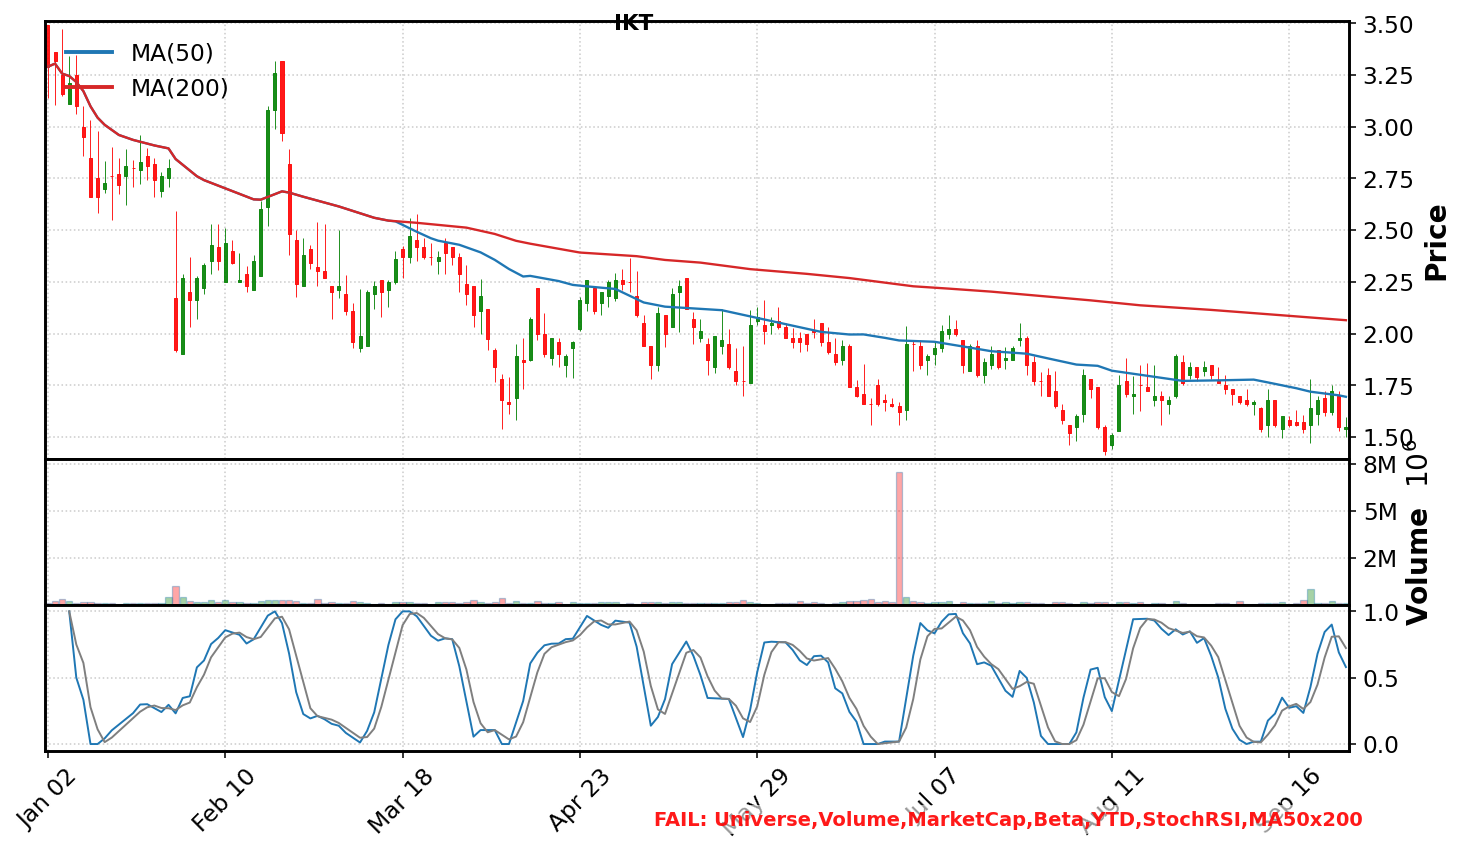 IKT
MA(50)
MA(200)
3.50
3.25
3.00
2.75
2.50
2.25
2.00
1.75
1.50
Price
8M
5M
2M
Volume 10^6
1.0
0.5
0.0
Jan 02
Feb 10
Mar 18
Apr 23
May 29
Jul 07
Aug 11
Sep 16
FAIL: Universe,Volume,MarketCap,Beta,YTD,StochRSI,MA50x200